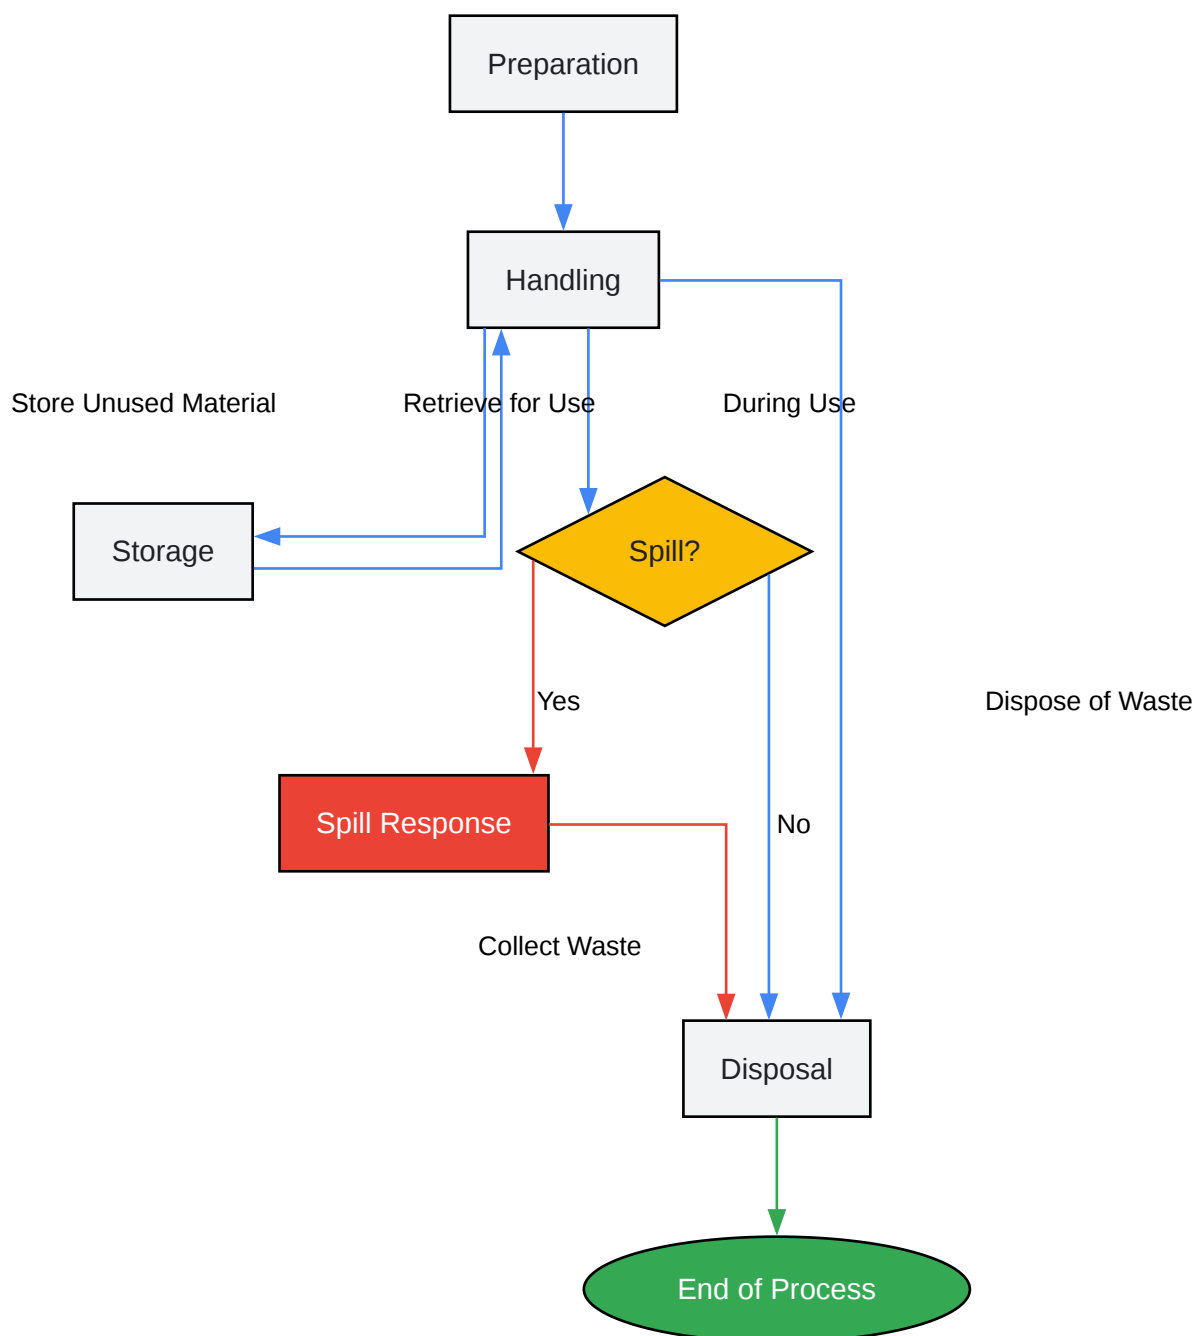 Preparation
Handling
Store Unused Material
Retrieve for Use
During Use
Storage
Spill?
Yes
Dispose of Waste
Spill Response
No
Collect Waste
Disposal
End of Process